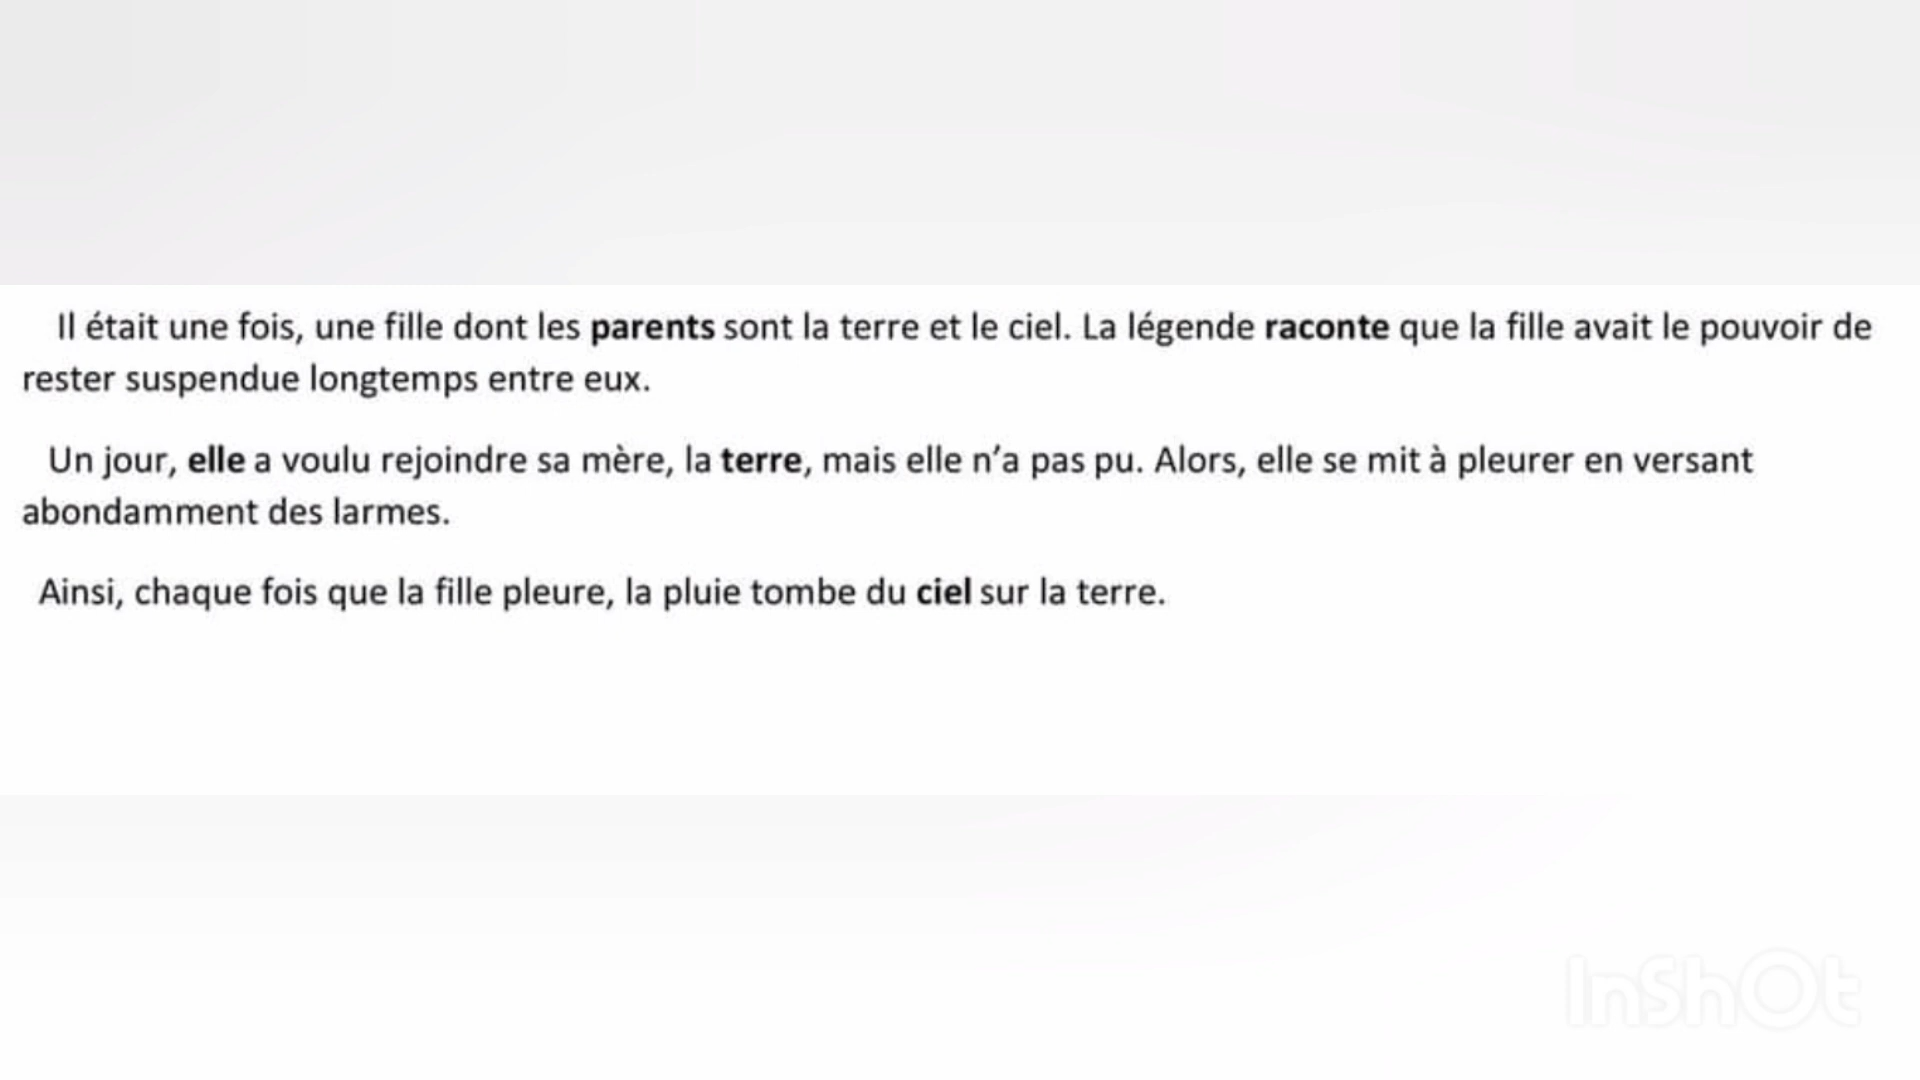 Il était une fois, une fille dont les parents sont la terre et le ciel. La légende raconte que la fille avait le pouvoir de
rester suspendue longtemps entre eux.
Un jour, elle a voulu rejoindre sa mère, la terre, mais elle n'a pas pu. Alors, elle se mit à pleurer en versant
abondamment des larmes.
Ainsi, chaque fois que la fille pleure, la pluie tombe du ciel sur la terre.
InShOt